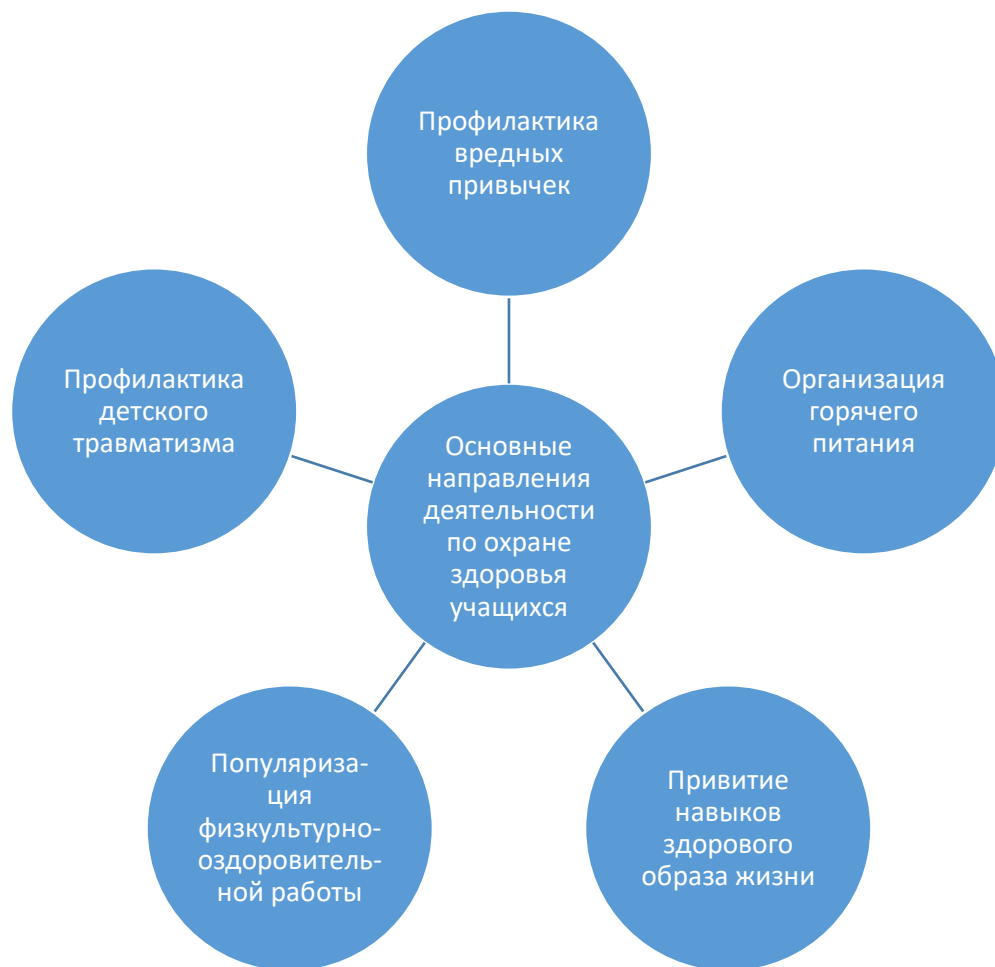 Профилактика
вредных
привычек
Профилактика
детского
травматизма
Организация
горячего
питания
Основные
направления
деятельности
по охране
здоровья
учащихся
Популяриза-
ция
физкультурно-
оздоровитель-
ной работы
Привитие
навыков
здорового
образа жизни